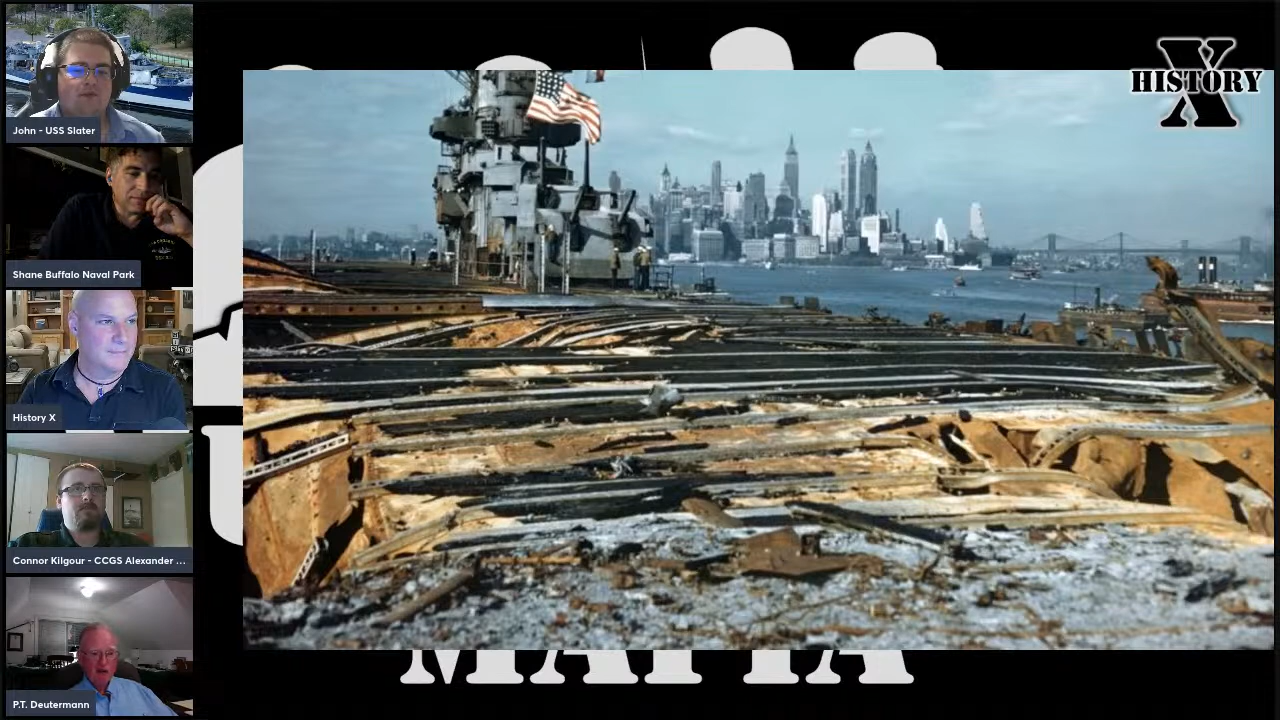 John - USS Slater
Shane Buffalo Naval Park
History X
Connor Kilgour - CCGS Alexander ...
P.T. Deutermann
X
HISTORY
MAFIA